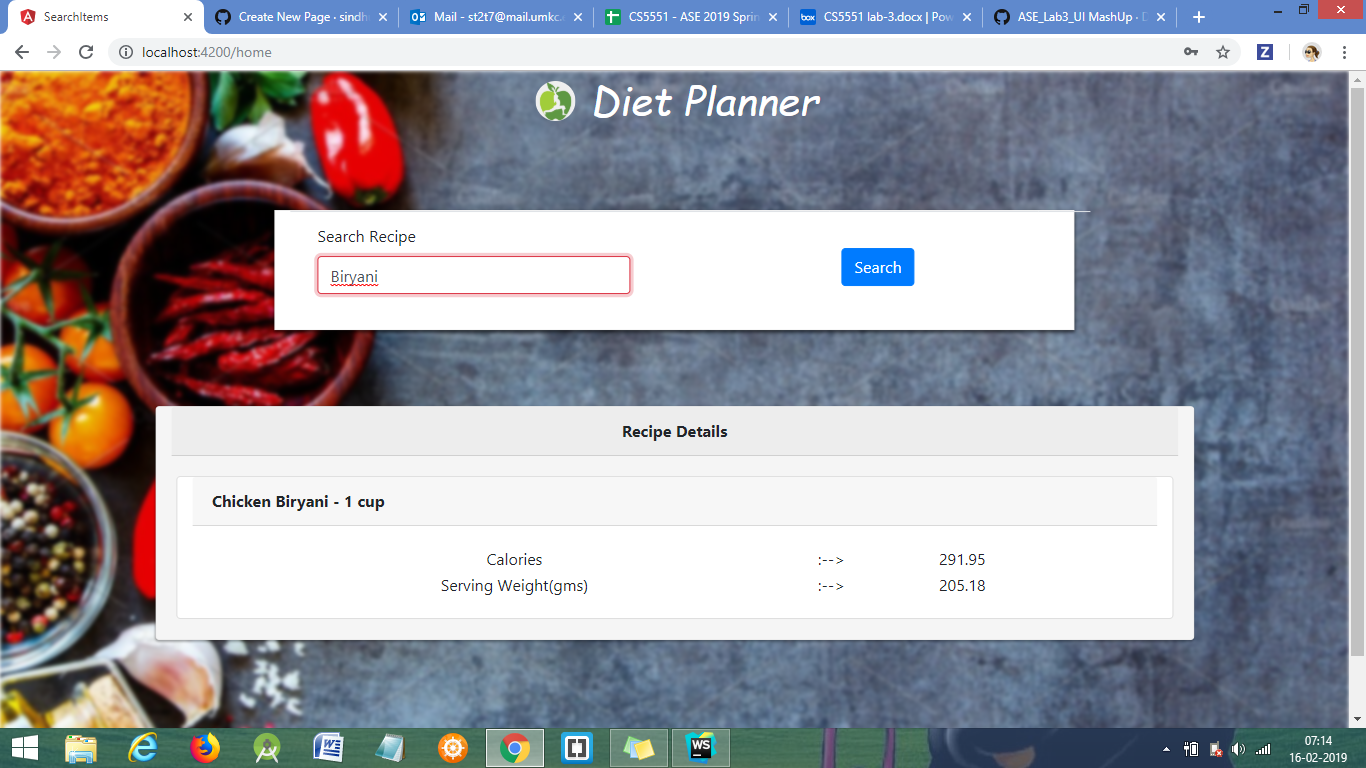 SearchItems
Create New Page · sindh
Mail - st2t7@mail.umkc.
CS5551 - ASE 2019 Sprin
box
CS5551 lab-3.docx | Pow
ASE_Lab3_UI MashUp · D
localhost:4200/home
Z
Diet Planner
Search Recipe
Biryani
Search
Recipe Details
Chicken Biryani - 1 cup
Calories :--> 291.95
Serving Weight(gms) :--> 205.18
WS
07:14
16-02-2019